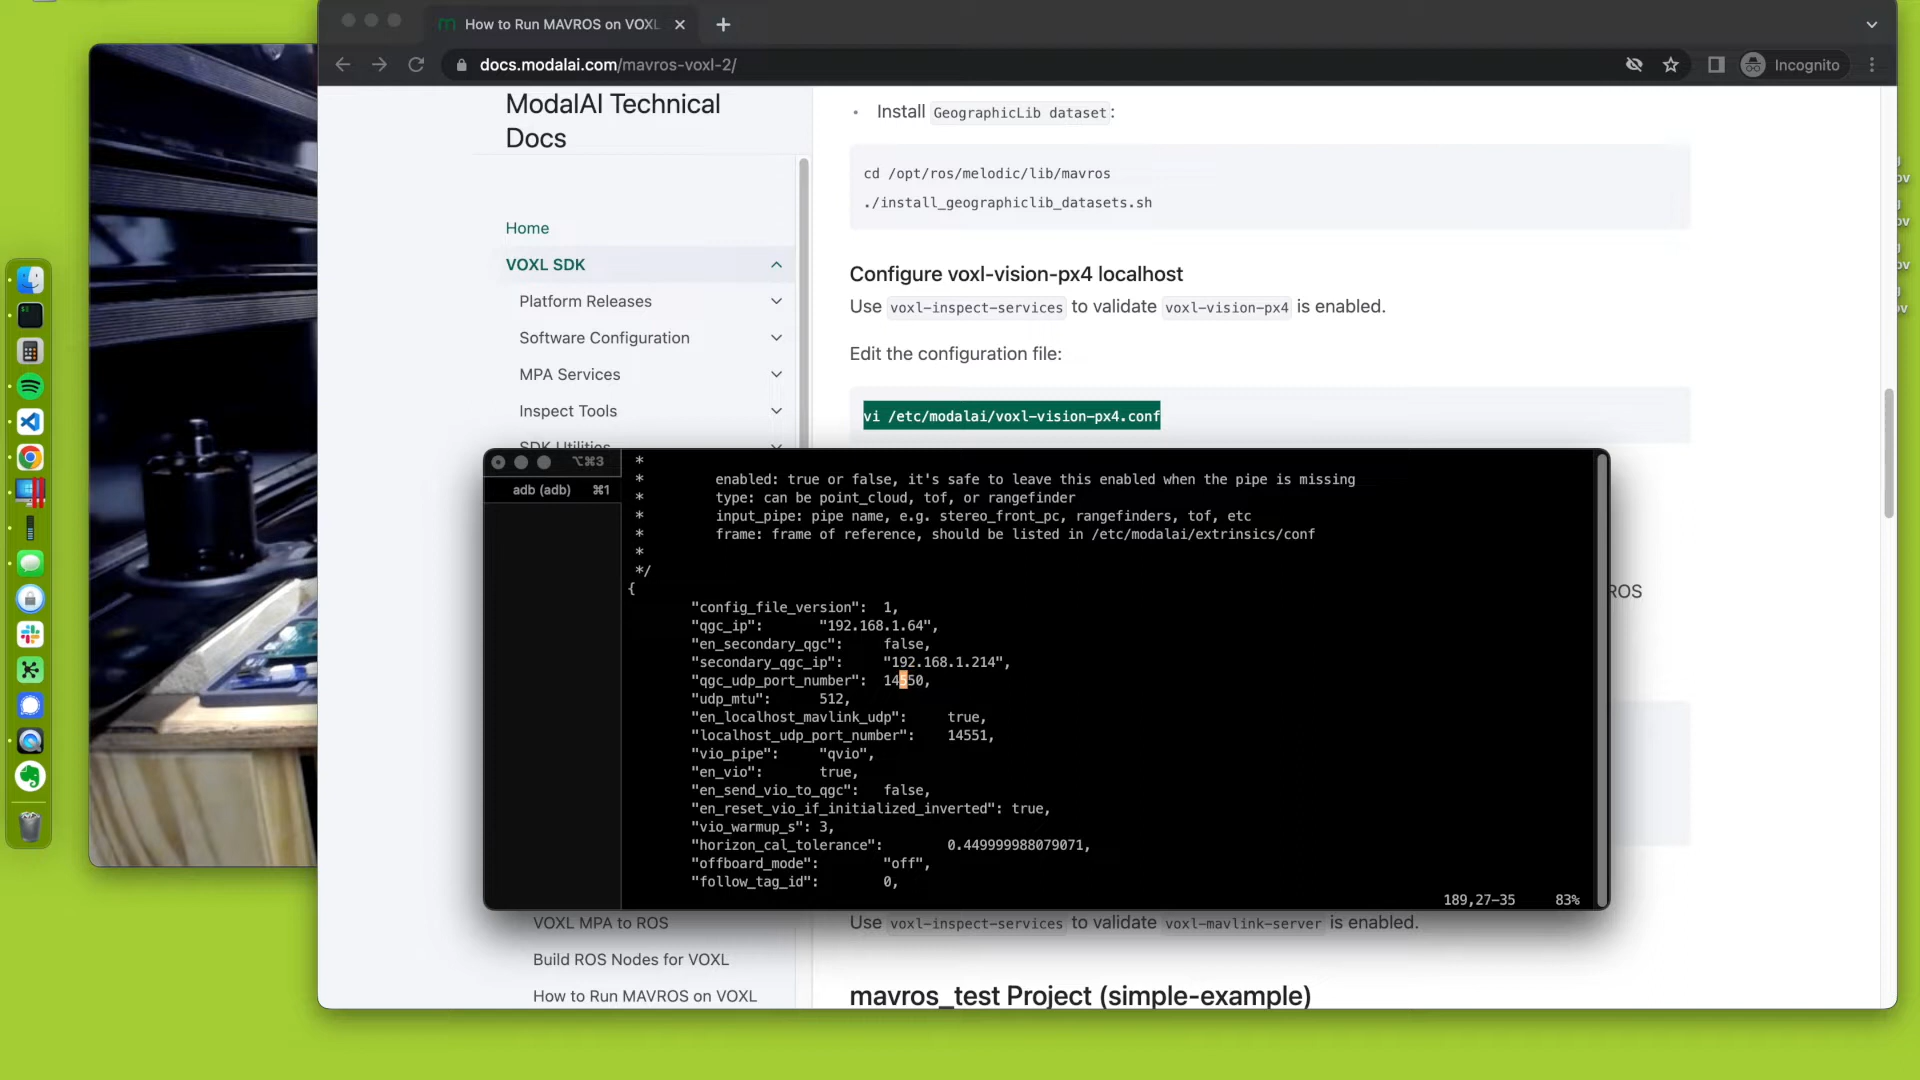 How to Run MAVROS on VOXL
docs.modalai.com/mavros-voxl-2/
Incognito
ModalAI Technical
Docs
Home
VOXL SDK
Platform Releases
Software Configuration
MPA Services
Inspect Tools
SDK Utilities
Install GeographicLib dataset:
cd /opt/ros/melodic/lib/mavros
./install_geographiclib_datasets.sh
Configure voxl-vision-px4 localhost
Use voxl-inspect-services to validate voxl-vision-px4 is enabled.
Edit the configuration file:
vi /etc/modalai/voxl-vision-px4.conf
⌥⌘3
adb (adb) ⌘1
*
* enabled: true or false, it's safe to leave this enabled when the pipe is missing
* type: can be point_cloud, tof, or rangefinder
* input_pipe: pipe name, e.g. stereo_front_pc, rangefinders, tof, etc
* frame: frame of reference, should be listed in /etc/modalai/extrinsics/conf
*
*/
{
"config_file_version": 1,
"qgc_ip": "192.168.1.64",
"en_secondary_qgc": false,
"secondary_qgc_ip": "192.168.1.214",
"qgc_udp_port_number": 14550,
"udp_mtu": 512,
"en_localhost_mavlink_udp": true,
"localhost_udp_port_number": 14551,
"vio_pipe": "qvio",
"en_vio": true,
"en_send_vio_to_qgc": false,
"en_reset_vio_if_initialized_inverted": true,
"vio_warmup_s": 3,
"horizon_cal_tolerance": 0.449999988079071,
"offboard_mode": "off",
"follow_tag_id": 0,
189,27-35 83%
ROS
VOXL MPA to ROS
Build ROS Nodes for VOXL
How to Run MAVROS on VOXL
Use voxl-inspect-services to validate voxl-mavlink-server is enabled.
mavros_test Project (simple-example)